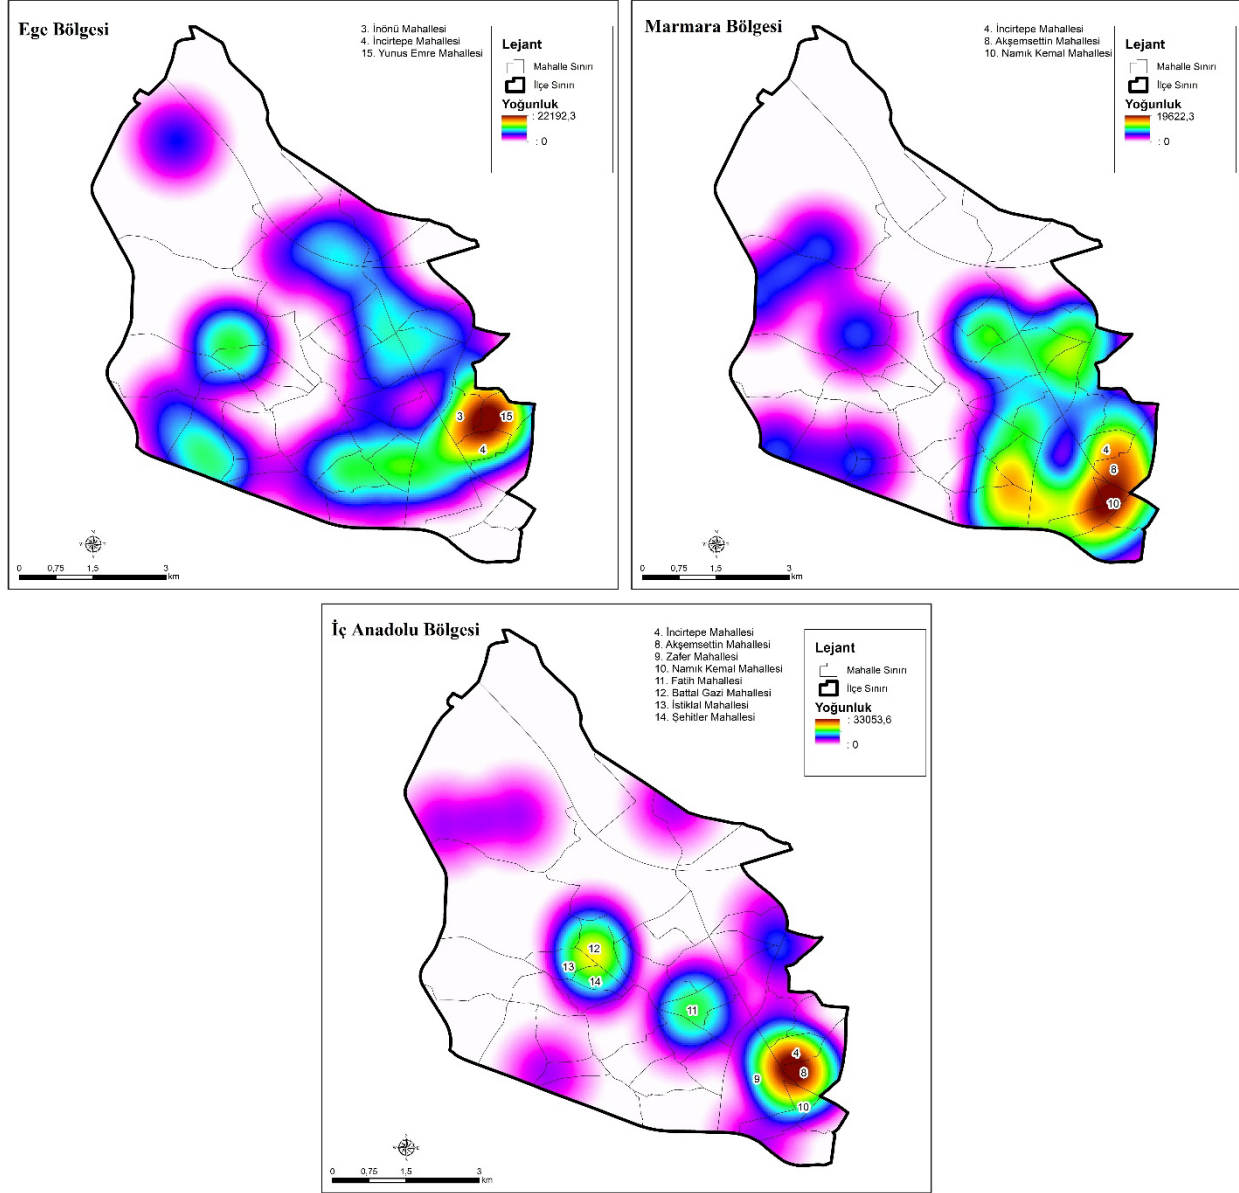 Ege Bölgesi
3. İnönü Mahallesi
4. İncirtepe Mahallesi
15. Yunus Emre Mahallesi
Lejant
Mahalle Sınırı
İlçe Sınırı
Yoğunluk
: 22192,3
: 0
3
15
4
0 0,75 1,5 3
km
Marmara Bölgesi
4. İncirtepe Mahallesi
8. Akşemsettin Mahallesi
10. Namık Kemal Mahallesi
Lejant
Mahalle Sınırı
İlçe Sınırı
Yoğunluk
19622,3
: 0
4
8
10
0 0,75 1,5 3
km
İç Anadolu Bölgesi
4. İncirtepe Mahallesi
8. Akşemsettin Mahallesi
9. Zafer Mahallesi
10. Namık Kemal Mahallesi
11. Fatih Mahallesi
12. Battal Gazi Mahallesi
13. İstiklal Mahallesi
14. Şehitler Mahallesi
Lejant
Mahalle Sınırı
İlçe Sınırı
Yoğunluk
: 33053,6
: 0
12
13
14
11
4
8
9
10
0 0,75 1,5 3
km